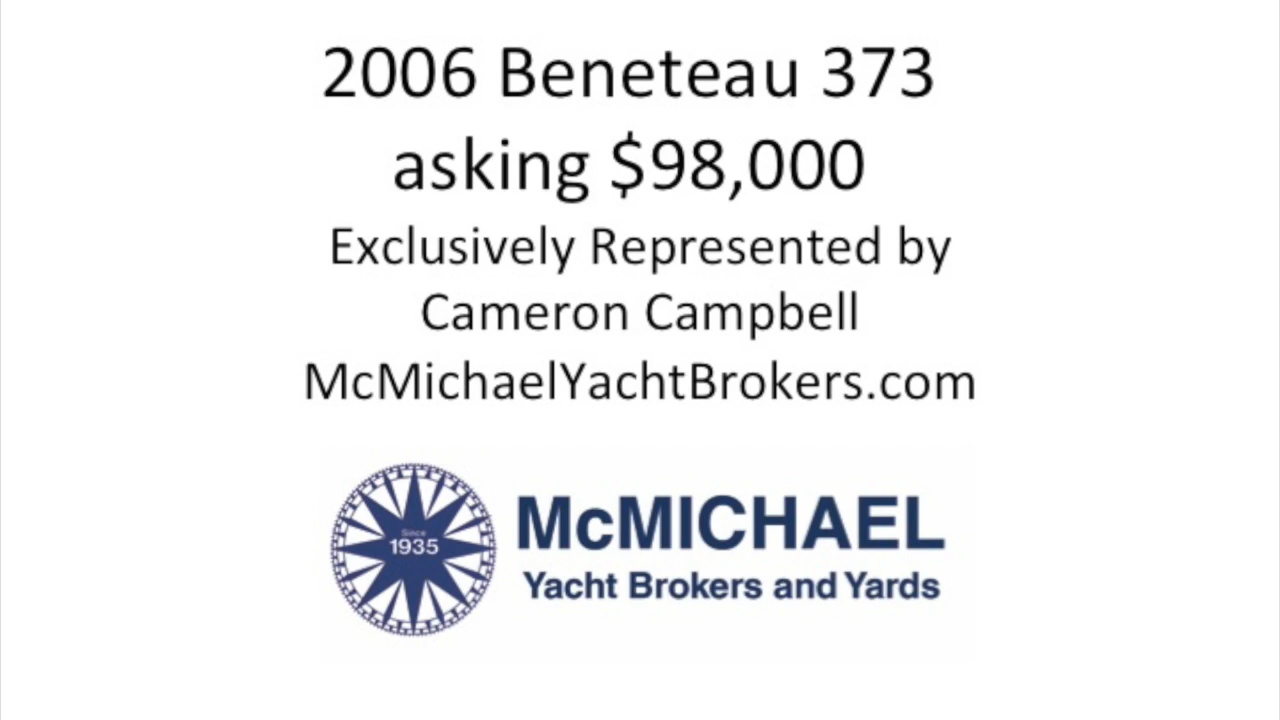 2006 Beneteau 373
asking $98,000
Exclusively Represented by
Cameron Campbell
McMichaelYachtBrokers.com
Since
1935
McMICHAEL
Yacht Brokers and Yards